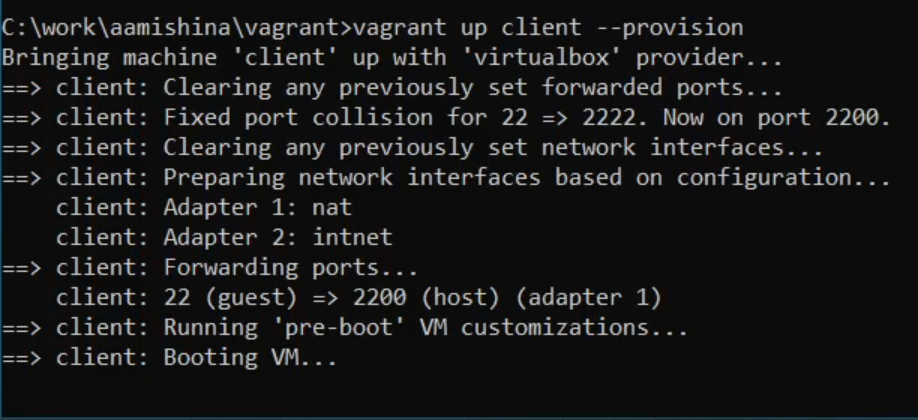 C:\work\aamishina\vagrant>vagrant up client --provision
Bringing machine 'client' up with 'virtualbox' provider...
==> client: Clearing any previously set forwarded ports...
==> client: Fixed port collision for 22 => 2222. Now on port 2200.
==> client: Clearing any previously set network interfaces...
==> client: Preparing network interfaces based on configuration...
    client: Adapter 1: nat
    client: Adapter 2: intnet
==> client: Forwarding ports...
    client: 22 (guest) => 2200 (host) (adapter 1)
==> client: Running 'pre-boot' VM customizations...
==> client: Booting VM...